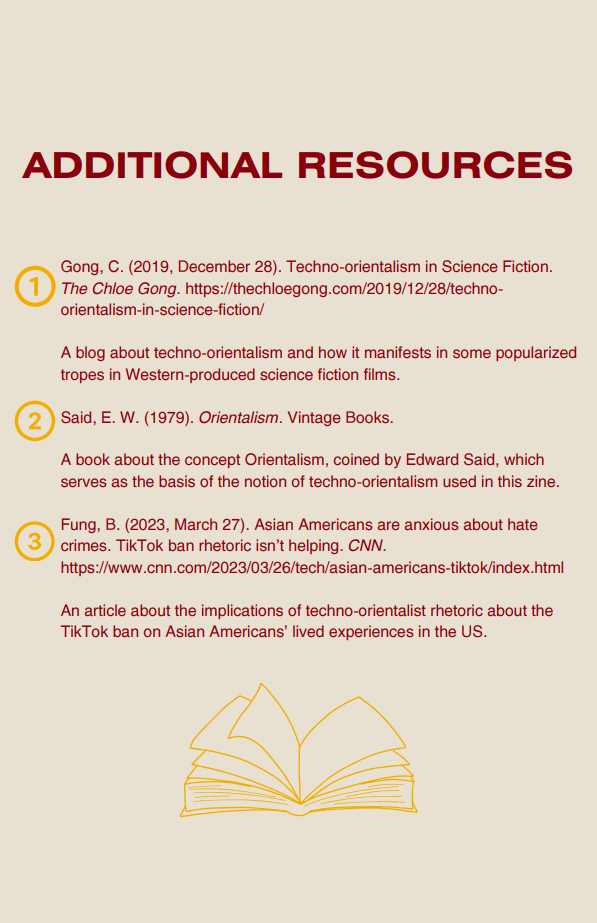 ADDITIONAL RESOURCES
1
Gong, C. (2019, December 28). Techno-orientalism in Science Fiction.
The Chloe Gong. https://thechloegong.com/2019/12/28/techno-
orientalism-in-science-fiction/
A blog about techno-orientalism and how it manifests in some popularized
tropes in Western-produced science fiction films.
2
Said, E. W. (1979). Orientalism. Vintage Books.
A book about the concept Orientalism, coined by Edward Said, which
serves as the basis of the notion of techno-orientalism used in this zine.
3
Fung, B. (2023, March 27). Asian Americans are anxious about hate
crimes. TikTok ban rhetoric isn’t helping. CNN.
https://www.cnn.com/2023/03/26/tech/asian-americans-tiktok/index.html
An article about the implications of techno-orientalist rhetoric about the
TikTok ban on Asian Americans’ lived experiences in the US.